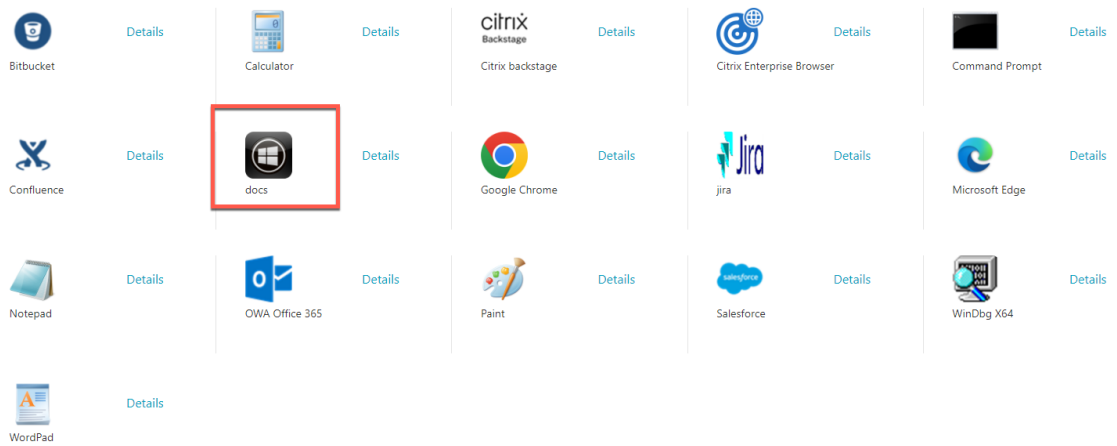 Details
Details
citrix
Backstage
Details
Details
Details
Bitbucket
Calculator
Citrix backstage
Citrix Enterprise Browser
Command Prompt
Details
Details
Details
Jira
Details
Details
Confluence
docs
Google Chrome
jira
Microsoft Edge
Details
Details
Details
salesforce
Details
Details
Notepad
OWA Office 365
Paint
Salesforce
WinDbg X64
Details
WordPad